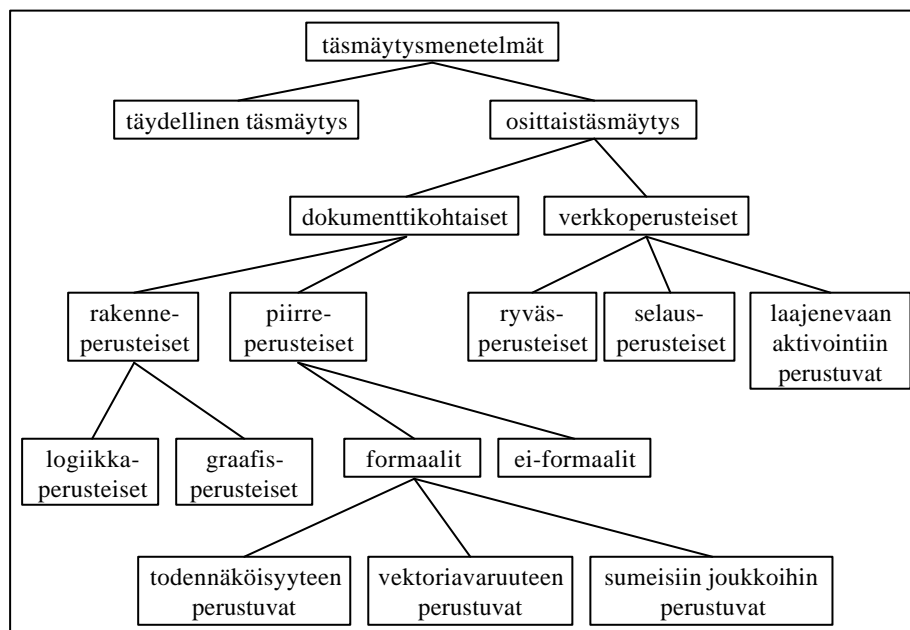 täsmäytysmenetelmät
täydellinen täsmäytys
osittaistäsmäytys
dokumenttikohtaiset
verkkoperusteiset
rakenne-
perusteiset
piirre-
perusteiset
ryväs-
perusteiset
selaus-
perusteiset
laajenevaan
aktivointiin
perustuvat
logiikka-
perusteiset
graafis-
perusteiset
formaalit
ei-formaalit
todennäköisyyteen
perustuvat
vektoriavaruuteen
perustuvat
sumeisiin joukkoihin
perustuvat